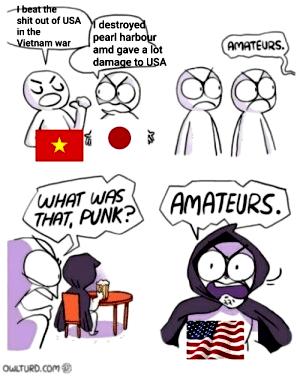 I beat the
shit out of USA
in the
Vietnam war
I destroyed
pearl harbour
amd gave a lot
damage to USA
AMATEURS.
WHAT WAS
THAT, PUNK?
AMATEURS.
OWLTURD.COM